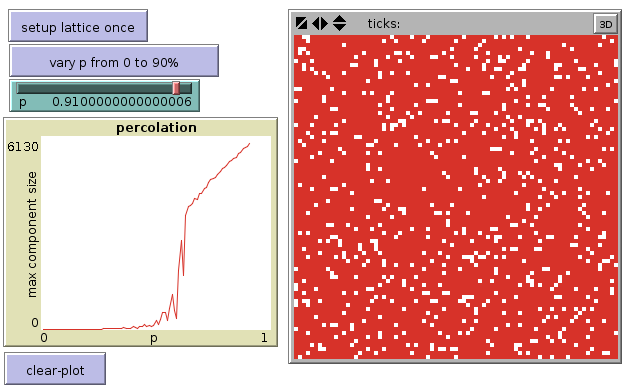 setup lattice once
vary p from 0 to 90%
p 0.9100000000000006
percolation
6130
max component size
0
0 p 1
clear-plot
ticks:
3D